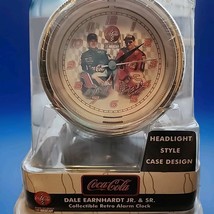 HEADLIGHT
STYLE
CASE DESIGN
Coca-Cola
DALE EARNHARDT JR. & SR.
Collectible Retro Alarm Clock